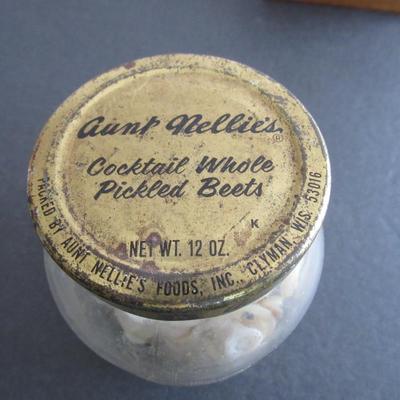 Aunt Nellie's®
Cocktail Whole
Pickled Beets
K
NET WT. 12 OZ.
PACKED BY AUNT NELLIE'S FOODS, INC., CLYMAN, WIS. 53016